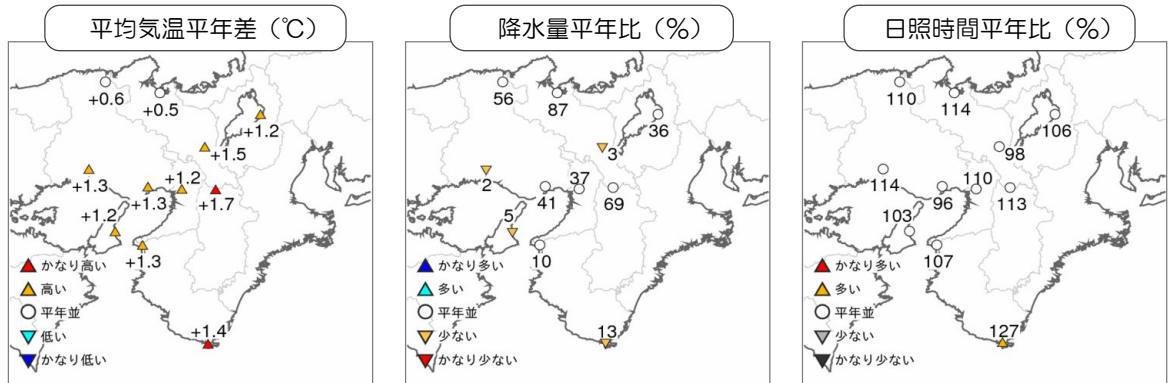 平均気温平年差（℃）
+0.6
+0.5
+1.2
+1.5
+1.3
+1.2
+1.3
+1.7
+1.2
+1.3
+1.4
かなり高い
高い
平年並
低い
かなり低い
降水量平年比（%）
56
87
36
3
2
37
41
69
5
10
13
かなり多い
多い
平年並
少ない
かなり少ない
日照時間平年比（%）
110
114
106
98
114
110
96
113
103
107
127
かなり多い
多い
平年並
少ない
かなり少ない